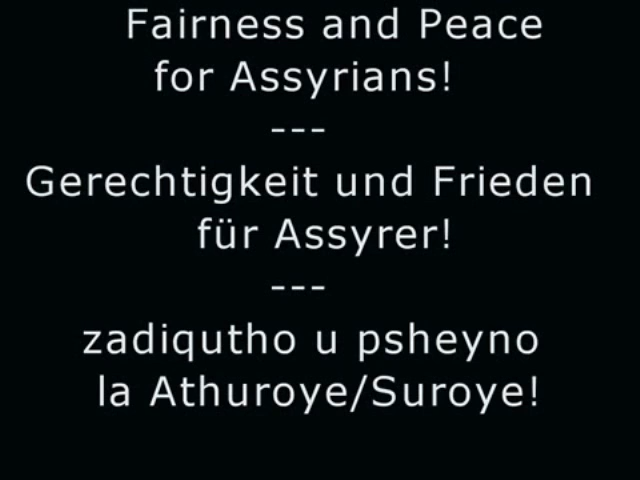 Fairness and Peace
for Assyrians!
---
Gerechtigkeit und Frieden
für Assyrer!
---
zadiqutho u psheyno
la Athuroye/Suroye!